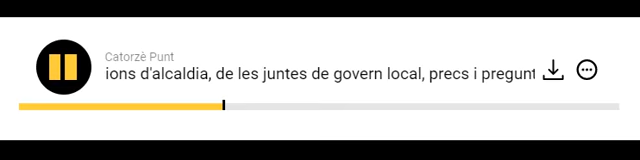 Catorzè Punt
ions d'alcaldia, de les juntes de govern local, precs i pregunt